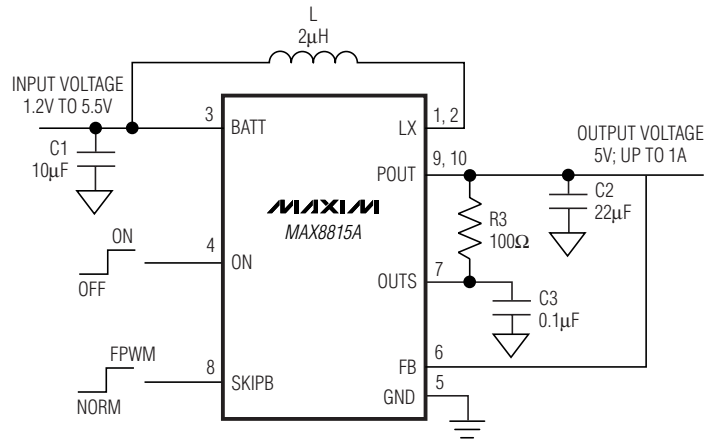 L
2µH
INPUT VOLTAGE
1.2V TO 5.5V
3
BATT
LX
1, 2
C1
10µF
POUT
9, 10
OUTPUT VOLTAGE
5V; UP TO 1A
MAXIM
MAX8815A
R3
100Ω
C2
22µF
ON
OFF
4
ON
OUTS
7
C3
0.1µF
FPWM
NORM
8
SKIPB
FB
6
GND
5